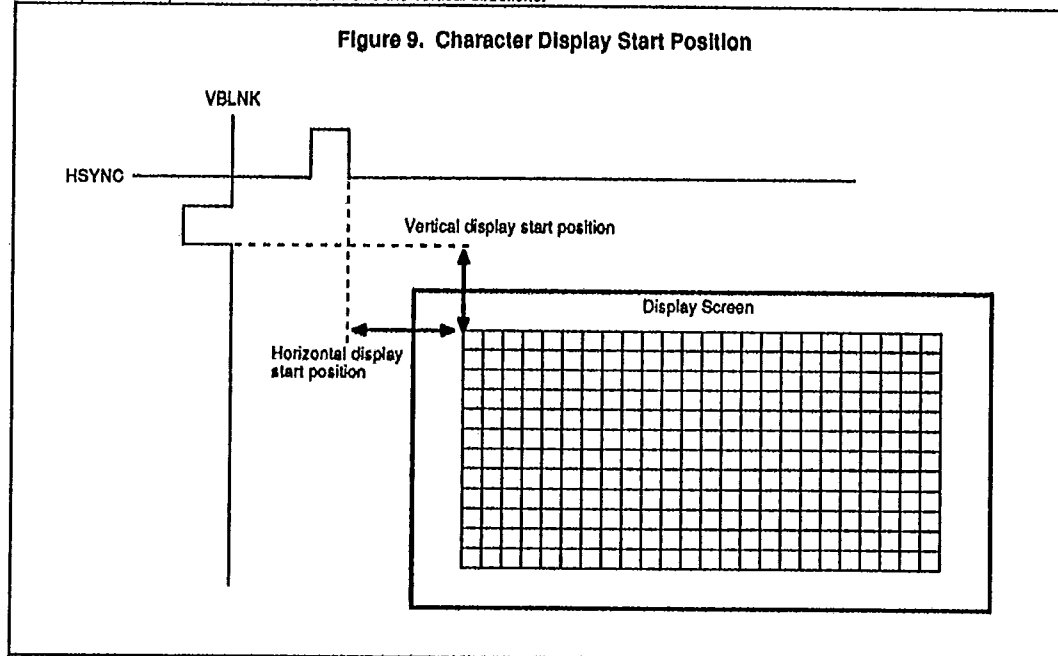 Figure 9. Character Display Start Position
VBLNK
HSYNC
Vertical display start position
Display Screen
Horizontal display
start position